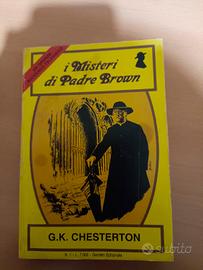 i Misteri
di Padre Brown
G.K. CHESTERTON
subito